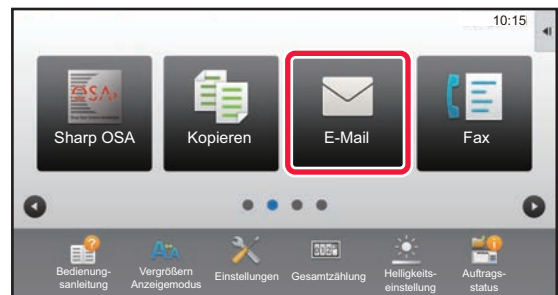 10:15
OSA
Sharp OSA
Kopieren
E-Mail
Fax
Bedienung-
sanleitung
Vergrößern
Anzeigemodus
Einstellungen
Gesamtzählung
Helligkeits-
einstellung
Auftrags-
status